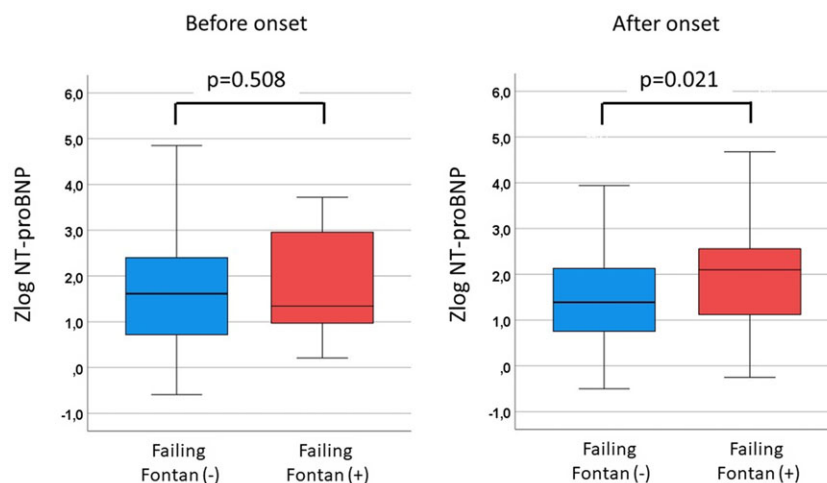 Before onset
p=0.508
6,0
5,0
4,0
3,0
2,0
1,0
,0
-1,0
Zlog NT-proBNP
Failing
Fontan (-)
Failing
Fontan (+)
After onset
p=0.021
6,0
5,0
4,0
3,0
2,0
1,0
,0
-1,0
Zlog NT-proBNP
Failing
Fontan (-)
Failing
Fontan (+)